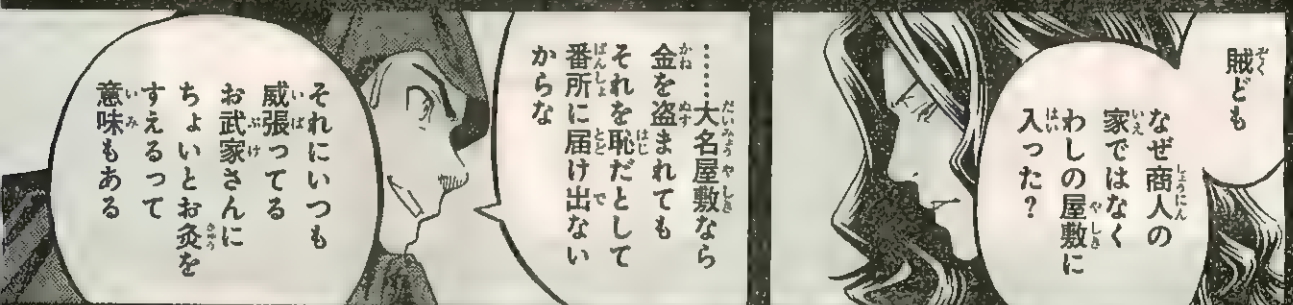 賊ども
なぜ商人の
家ではなく
わしの屋敷に
入った？
……大名屋敷なら
金を盗まれても
それを恥だとして
番所に届け出ない
からな
それにいつも
威張ってる
お武家さんに
ちょいとお灸を
すえるって
意味もある